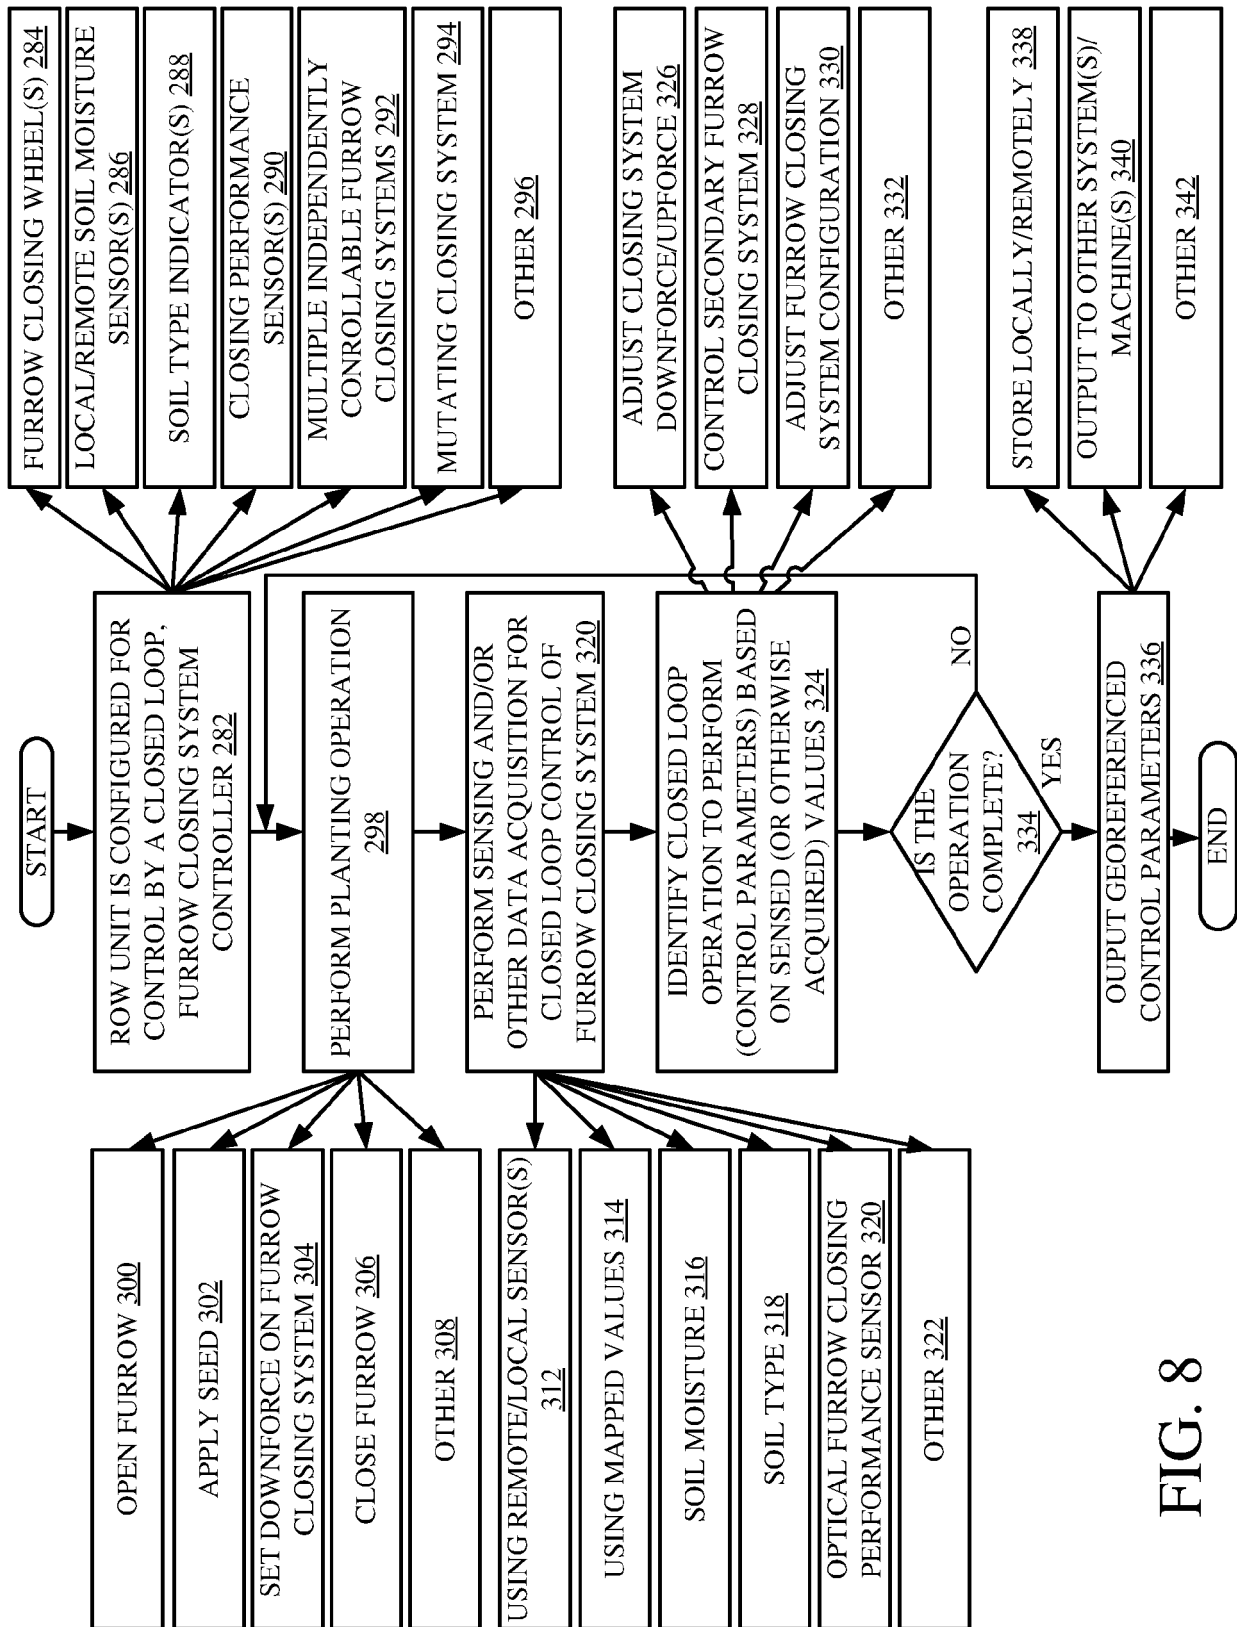 START
ROW UNIT IS CONFIGURED FOR
CONTROL BY A CLOSED LOOP,
FURROW CLOSING SYSTEM
CONTROLLER 282
FURROW CLOSING WHEEL(S) 284
LOCAL/REMOTE SOIL MOISTURE
SENSOR(S) 286
SOIL TYPE INDICATOR(S) 288
CLOSING PERFORMANCE
SENSOR(S) 290
MULTIPLE INDEPENDENTLY
CONROLLABLE FURROW
CLOSING SYSTEMS 292
MUTATING CLOSING SYSTEM 294
OTHER 296
PERFORM PLANTING OPERATION
298
OPEN FURROW 300
APPLY SEED 302
SET DOWNFORCE ON FURROW
CLOSING SYSTEM 304
CLOSE FURROW 306
OTHER 308
PERFORM SENSING AND/OR
OTHER DATA ACQUISITION FOR
CLOSED LOOP CONTROL OF
FURROW CLOSING SYSTEM 320
USING REMOTE/LOCAL SENSOR(S)
312
USING MAPPED VALUES 314
SOIL MOISTURE 316
SOIL TYPE 318
OPTICAL FURROW CLOSING
PERFORMANCE SENSOR 320
OTHER 322
IDENTIFY CLOSED LOOP
OPERATION TO PERFORM
(CONTROL PARAMETERS) BASED
ON SENSED (OR OTHERWISE
ACQUIRED) VALUES 324
ADJUST CLOSING SYSTEM
DOWNFORCE/UPFORCE 326
CONTROL SECONDARY FURROW
CLOSING SYSTEM 328
ADJUST FURROW CLOSING
SYSTEM CONFIGURATION 330
OTHER 332
IS THE
OPERATION
COMPLETE?
334
NO
YES
OUPUT GEOREFERENCED
CONTROL PARAMETERS 336
STORE LOCALLY/REMOTELY 338
OUTPUT TO OTHER SYSTEM(S)/
MACHINE(S) 340
OTHER 342
END
FIG. 8